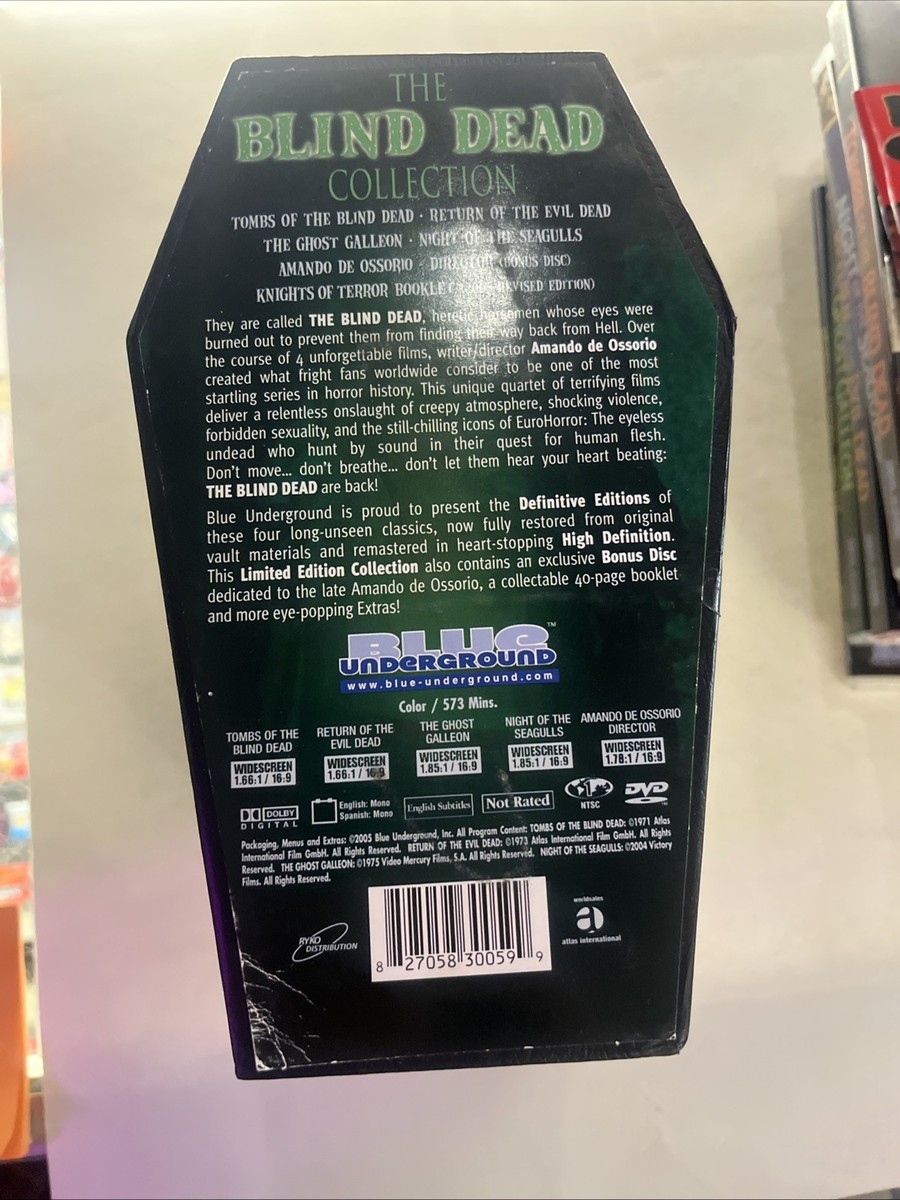 THE
BLIND DEAD
COLLECTION
TOMBS OF THE BLIND DEAD · RETURN OF THE EVIL DEAD
THE GHOST GALLEON · NIGHT OF THE SEAGULLS
AMANDO DE OSSORIO DIRECTOR (BONUS DISC)
KNIGHTS OF TERROR BOOKLET REVISED EDITION)
They are called THE BLIND DEAD, heretic horsemen whose eyes were
burned out to prevent them from finding their way back from Hell. Over
the course of 4 unforgettable films, writer/director Amando de Ossorio
created what fright fans worldwide consider to be one of the most
startling series in horror history. This unique quartet of terrifying films
deliver a relentless onslaught of creepy atmosphere, shocking violence,
forbidden sexuality, and the still-chilling icons of EuroHorror: The eyeless
undead who hunt by sound in their quest for human flesh.
Don't move... don't breathe... don't let them hear your heart beating:
THE BLIND DEAD are back!
Blue Underground is proud to present the Definitive Editions of
these four long-unseen classics, now fully restored from original
vault materials and remastered in heart-stopping High Definition.
This Limited Edition Collection also contains an exclusive Bonus Disc
dedicated to the late Amando de Ossorio, a collectable 40-page booklet
and more eye-popping Extras!
BLUE ™
UNDERGROUND
www.blue-underground.com
Color / 573 Mins.
TOMBS OF THE
BLIND DEAD
WIDESCREEN
1.66:1 / 16:9
RETURN OF THE
EVIL DEAD
WIDESCREEN
1.66:1 / 16:9
THE GHOST
GALLEON
WIDESCREEN
1.85:1 / 16:9
NIGHT OF THE
SEAGULLS
WIDESCREEN
1.85:1 / 16:9
AMANDO DE OSSORIO
DIRECTOR
WIDESCREEN
1.78:1 / 16:9
DOLBY
DIGITAL
English: Mono
Spanish: Mono
English Subtitles
Not Rated
NTSC
DVD
Packaging, Menus and Extras: ©2005 Blue Underground, Inc. All Program Content: TOMBS OF THE BLIND DEAD: ©1971 Atlas
International Film GmbH. All Rights Reserved. RETURN OF THE EVIL DEAD: ©1973 Atlas International Film GmbH. All Rights
Reserved. THE GHOST GALLEON: ©1975 Video Mercury Films, S.A. All Rights Reserved. NIGHT OF THE SEAGULLS: ©2004 Victory
Films. All Rights Reserved.
RYKO
DISTRIBUTION
8 27058 30059 9
worldsales
a
atlas international